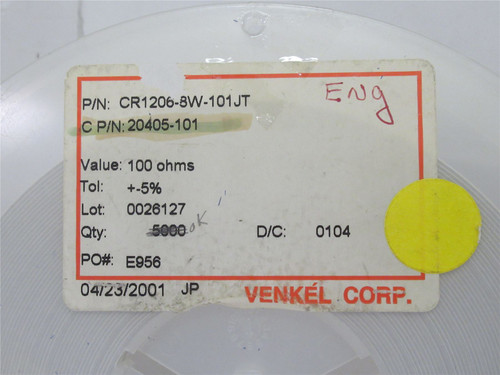 P/N: CR1206-8W-101JT
ENg
C P/N: 20405-101
Value: 100 ohms
Tol: +-5%
Lot: 0026127
Qty: 5000 OK D/C: 0104
PO#: E956
04/23/2001 JP VENKEL CORP.